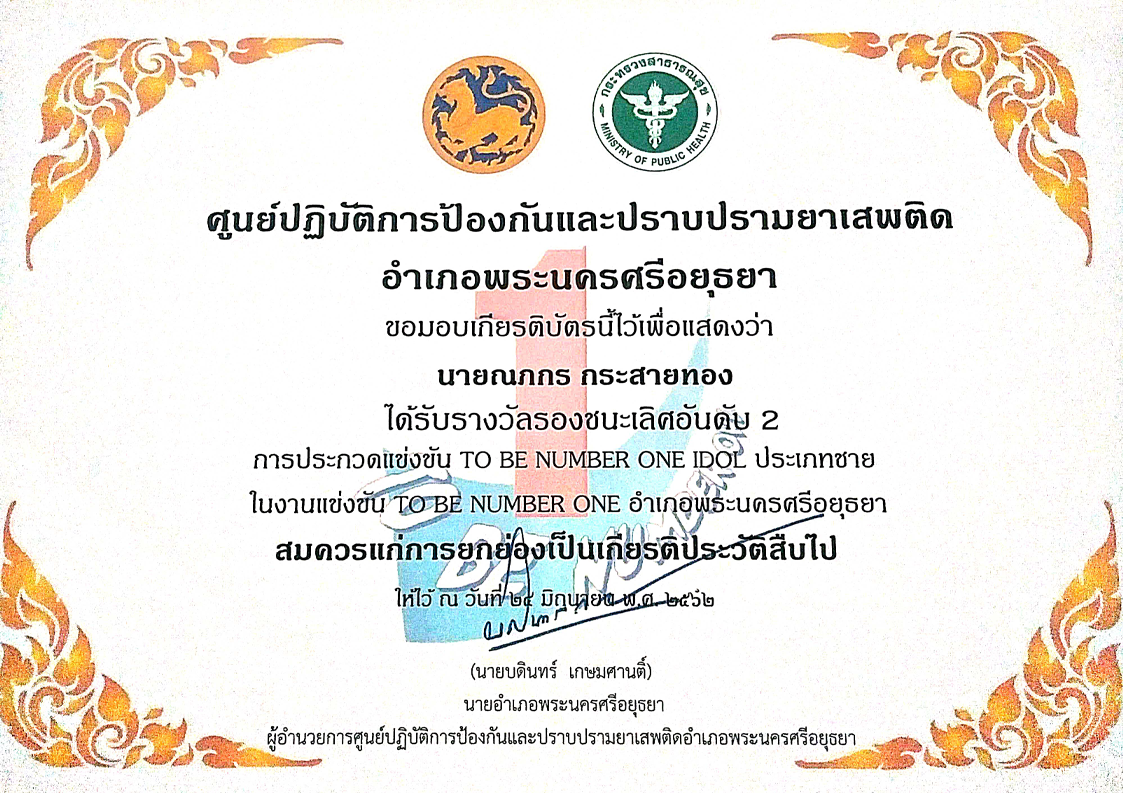 กระทรวงสาธารณสุข
MINISTRY OF PUBLIC HEALTH
ศูนย์ปฏิบัติการป้องกันและปราบปรามยาเสพติด
อำเภอพระนครศรีอยุธยา
ขอมอบเกียรติบัตรนี้ไว้เพื่อแสดงว่า
นายณภกร กระสายทอง
ได้รับรางวัลรองชนะเลิศอันดับ 2
การประกวดแข่งขัน TO BE NUMBER ONE IDOL ประเภทชาย
ในงานแข่งขัน TO BE NUMBER ONE อำเภอพระนครศรีอยุธยา
สมควรแก่การยกย่องเป็นเกียรติประวัติสืบไป
ให้ไว้ ณ วันที่ ๒๕ มิถุนายน พ.ศ. ๒๕๖๒
(นายบดินทร์ เกษมศานติ์)
นายอำเภอพระนครศรีอยุธยา
ผู้อำนวยการศูนย์ปฏิบัติการป้องกันและปราบปรามยาเสพติดอำเภอพระนครศรีอยุธยา
1
TO BE NUMBER ONE